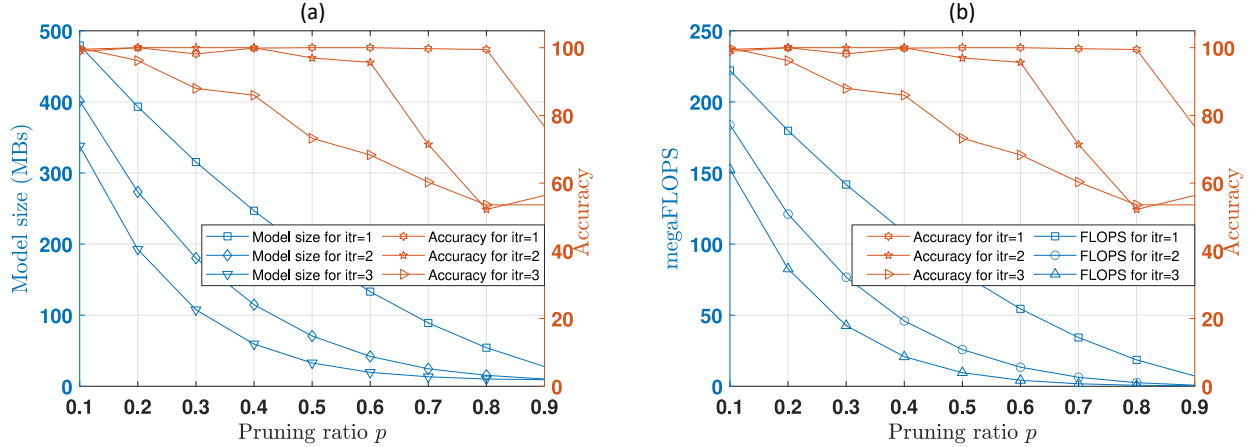 (a)
500
400
300
200
100
0
Model size (MBs)
100
80
60
40
20
0
Accuracy
Model size for itr=1
Model size for itr=2
Model size for itr=3
Accuracy for itr=1
Accuracy for itr=2
Accuracy for itr=3
0.1 0.2 0.3 0.4 0.5 0.6 0.7 0.8 0.9
Pruning ratio p
(b)
250
200
150
100
50
0
megaFLOPS
100
80
60
40
20
0
Accuracy
Accuracy for itr=1
Accuracy for itr=2
Accuracy for itr=3
FLOPS for itr=1
FLOPS for itr=2
FLOPS for itr=3
0.1 0.2 0.3 0.4 0.5 0.6 0.7 0.8 0.9
Pruning ratio p